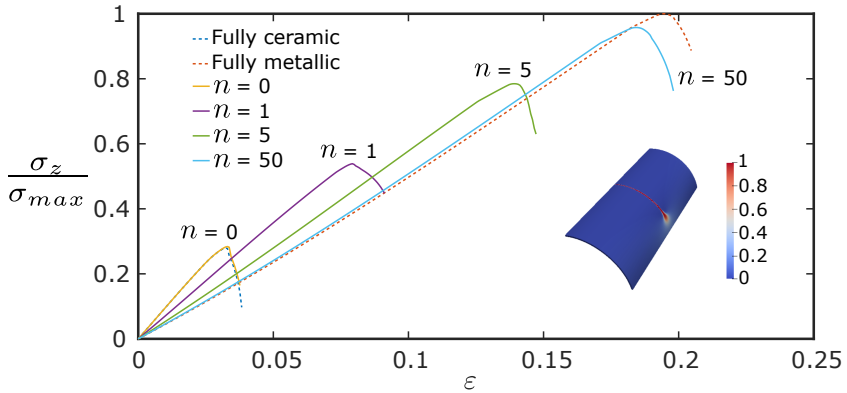 1
0.8
0.6
0.4
0.2
0
σ_z
σ_max
Fully ceramic
Fully metallic
n = 0
n = 1
n = 5
n = 50
n = 0
n = 1
n = 5
n = 50
1
0.8
0.6
0.4
0.2
0
0 0.05 0.1 0.15 0.2 0.25
ε